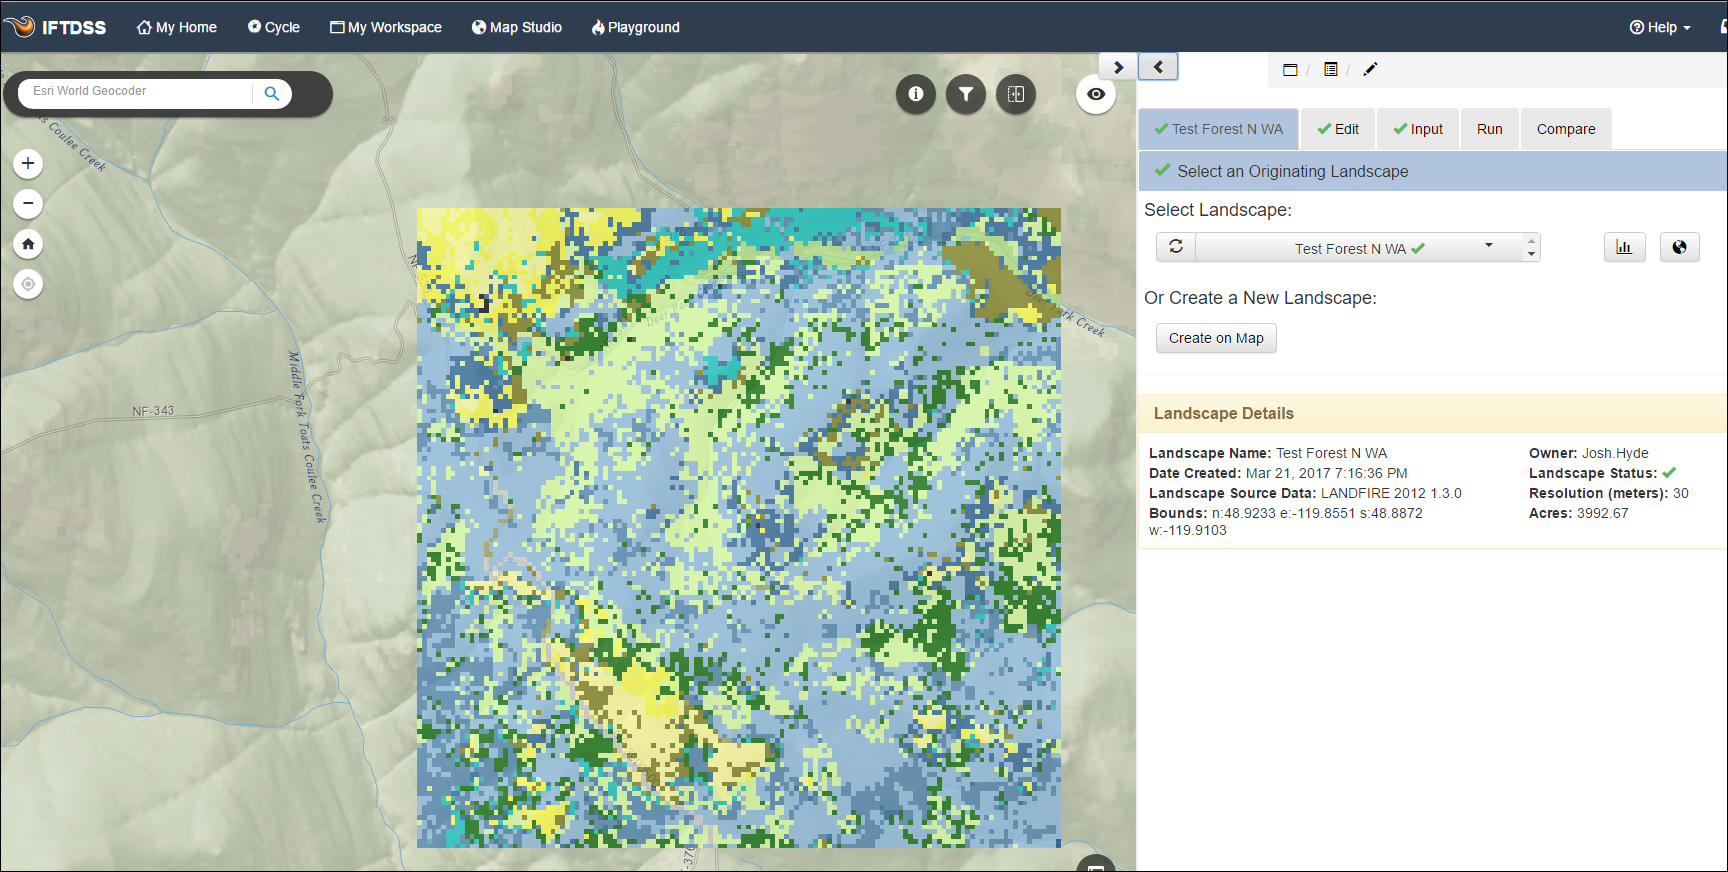 IFTDSS
My Home
Cycle
My Workspace
Map Studio
Playground
Help
Esri World Geocoder
Test Forest N WA
Edit
Input
Run
Compare
Select an Originating Landscape
Select Landscape:
Test Forest N WA
Or Create a New Landscape:
Create on Map
Landscape Details
Landscape Name: Test Forest N WA
Owner: Josh.Hyde
Date Created: Mar 21, 2017 7:16:36 PM
Landscape Status:
Landscape Source Data: LANDFIRE 2012 1.3.0
Resolution (meters): 30
Bounds: n:48.9233 e:-119.8551 s:48.8872
w:-119.9103
Acres: 3992.67
Coulee Creek
Deer Park Creek
NF-343
Middle Fork Toats Coulee Creek